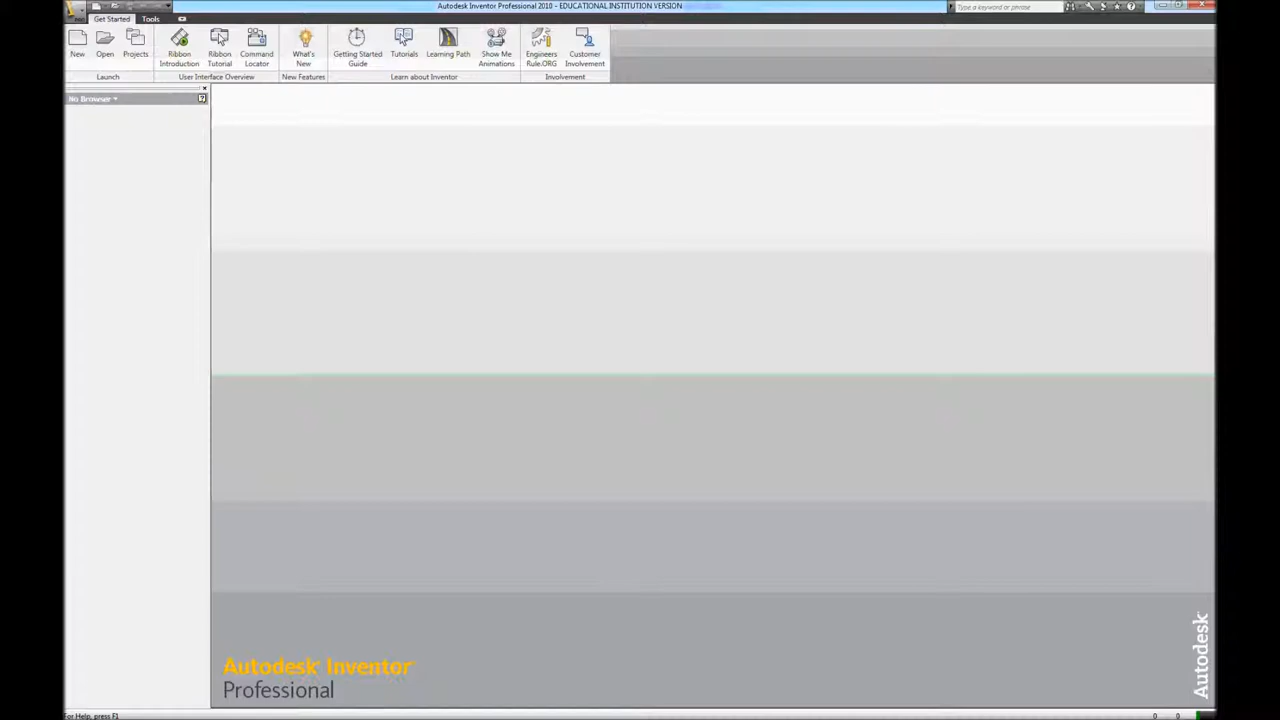 Autodesk Inventor Professional 2010 - EDUCATIONAL INSTITUTION VERSION
Type a keyword or phrase
Get Started Tools
New Open Projects
Ribbon Introduction
Ribbon Tutorial
Command Locator
What's New
Getting Started Guide
Tutorials
Learning Path
Show Me Animations
Engineers Rule.ORG
Customer Involvement
Launch User Interface Overview New Features Learn about Inventor Involvement
No Browser
Autodesk Inventor
Professional
Autodesk
For Help, press F1
0 0